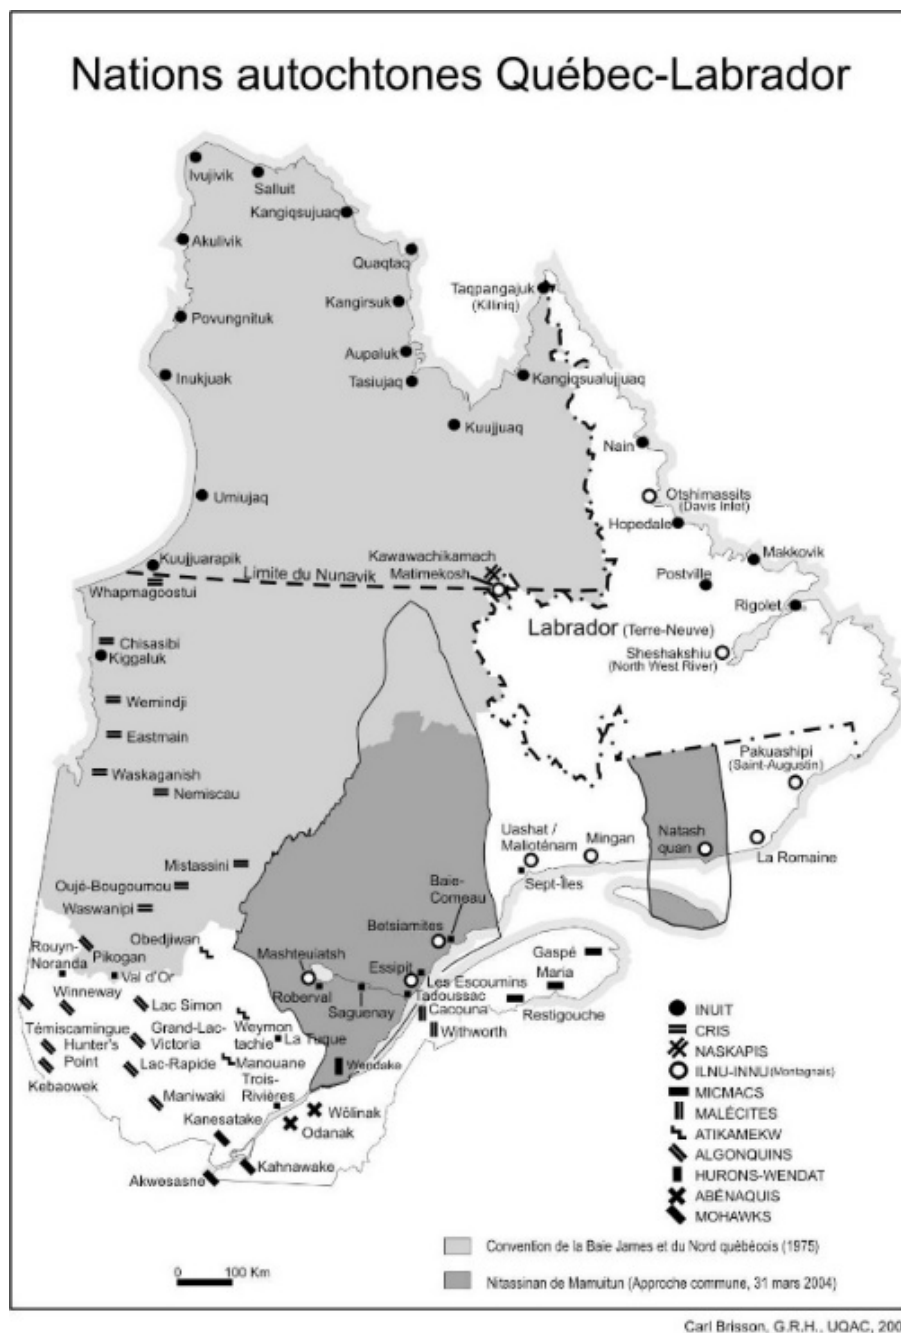 Nations autochtones Québec-Labrador
Ivujivik
Salluit
Kangiqsujuaq
Akulivik
Quaqtaq
Taqpangajuk
(Killiniq)
Kangirsuk
Povungnituk
Aupaluk
Inukjuak
Tasiujaq
Kangiqsualujjuaq
Kuujjuaq
Nain
Umiujaq
Otshimassits
(Davis Inlet)
Hopedale
Kuujjuarapik
Kawawachikamach
Makkovik
Limite du Nunavik
Matimekosh
Postville
Whapmagoostui
Rigolet
Labrador (Terre-Neuve)
Chisasibi
Sheshakshiu
Kiggaluk
(North West River)
Wemindji
Eastmain
Pakuashipi
(Saint-Augustin)
Waskaganish
Nemiscau
Uashat /
Malioténam
Mingan
Natash
quan
La Romaine
Mistassini
Sept-Îles
Oujé-Bougoumou
Baie-
Comeau
Waswanipi
Betsiamites
Obedjiwan
Rouyn-
Noranda
Pikogan
Mashteuiatsh
Gaspé
Val d'Or
Essipit
Maria
Winneway
Roberval
Les Escoumins
Lac Simon
Saguenay
Tadoussac
Restigouche
Cacouna
Témiscamingue
Grand-Lac-
Victoria
Weymon
tachie
La Tuque
Withworth
Hunter's
Point
Lac-Rapide
Manouane
Wendake
Kebaowek
Trois-
Rivières
Maniwaki
Wôlinak
Kanesatake
Odanak
Kahnawake
Akwesasne
INUIT
CRIS
NASKAPIS
ILNU-INNU (Montagnais)
MICMACS
MALÉCITES
ATIKAMEKW
ALGONQUINS
HURONS-WENDAT
ABÉNAQUIS
MOHAWKS
Convention de la Baie James et du Nord québécois (1975)
Nitassinan de Mamuitun (Approche commune, 31 mars 2004)
0 100 Km
Carl Brisson, G.R.H., UQAC,